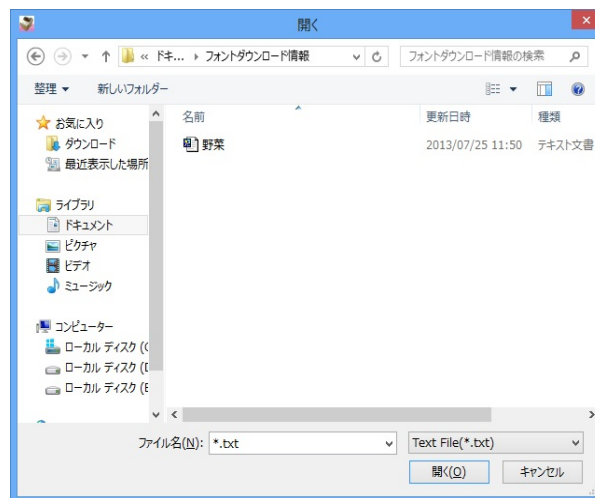 開く
« ドキ... › フォントダウンロード情報
フォントダウンロード情報の検索
整理 新しいフォルダー
名前 更新日時 種類
野菜 2013/07/25 11:50 テキスト文書
お気に入り
ダウンロード
最近表示した場所
ライブラリ
ドキュメント
ピクチャ
ビデオ
ミュージック
コンピューター
ローカル ディスク (C
ローカル ディスク (D
ローカル ディスク (E
ファイル名(N): *.txt Text File(*.txt)
開く(O) キャンセル